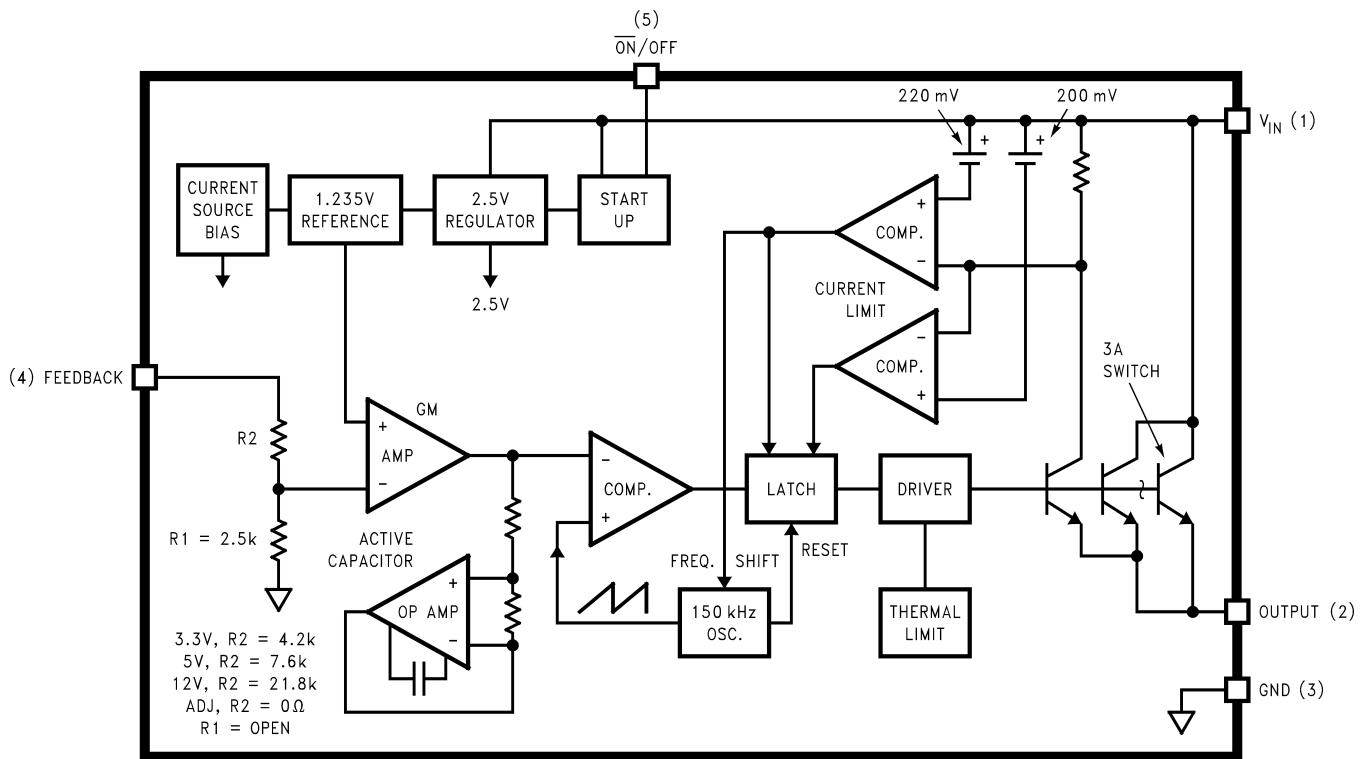 (5)
ON/OFF
220 mV
200 mV
+
+
VIN (1)
CURRENT
SOURCE
BIAS
1.235V
REFERENCE
2.5V
REGULATOR
START
UP
+
COMP.
-
2.5V
CURRENT
LIMIT
-
COMP.
+
3A
SWITCH
(4) FEEDBACK
GM
R2
+
AMP
-
-
COMP.
+
LATCH
DRIVER
R1 = 2.5k
ACTIVE
CAPACITOR
FREQ. SHIFT
RESET
+
OP AMP
-
150 kHz
OSC.
THERMAL
LIMIT
OUTPUT (2)
3.3V, R2 = 4.2k
5V, R2 = 7.6k
12V, R2 = 21.8k
ADJ, R2 = 0Ω
R1 = OPEN
GND (3)